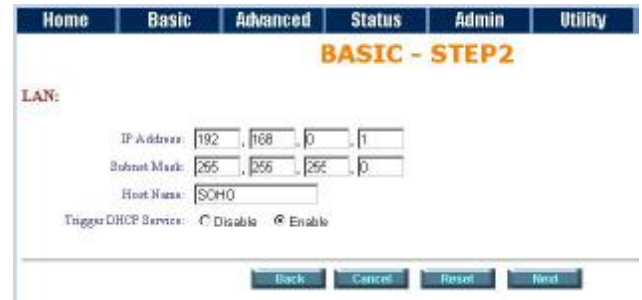 Home Basic Advanced Status Admin Utility
BASIC - STEP2
LAN:
IP Address: 192 . 168 . 0 . 1
Subnet Mask: 255 . 255 . 255 . 0
Host Name: SOHO
Trigger DHCP Service: Disable Enable
Back Cancel Reset Next